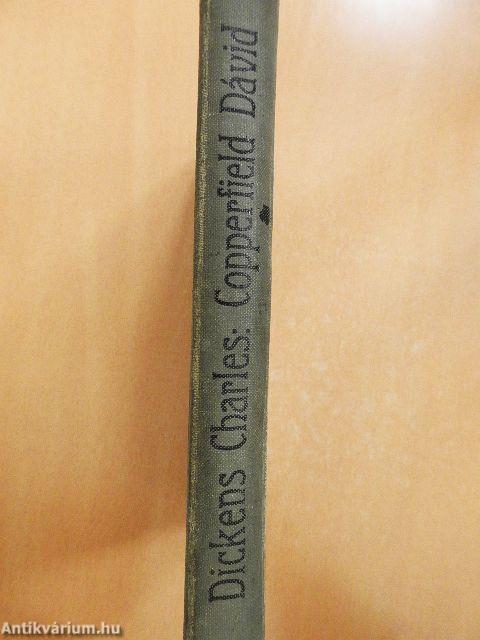 Dickens Charles: Copperfield Dávid
Antikvárium.hu